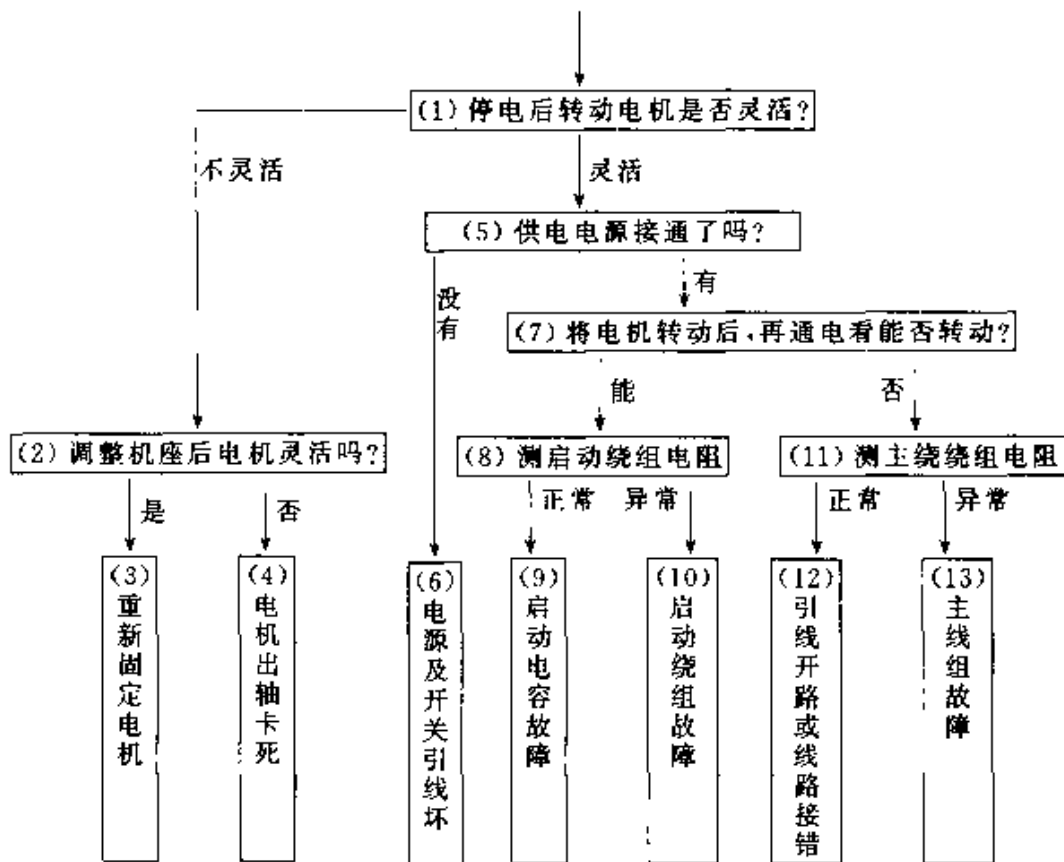 (1)停电后转动电机是否灵活?
不灵活
灵活
(5)供电电源接通了吗?
没有
有
(7)将电机转动后,再通电看能否转动?
能
否
(2)调整机座后电机灵活吗?
(8)测启动绕组电阻
(11)测主绕绕组电阻
是
否
正常
异常
正常
异常
(3)重新固定电机
(4)电机出轴卡死
(6)电源及开关引线坏
(9)启动电容故障
(10)启动绕组故障
(12)引线开路或线路接错
(13)主线组故障